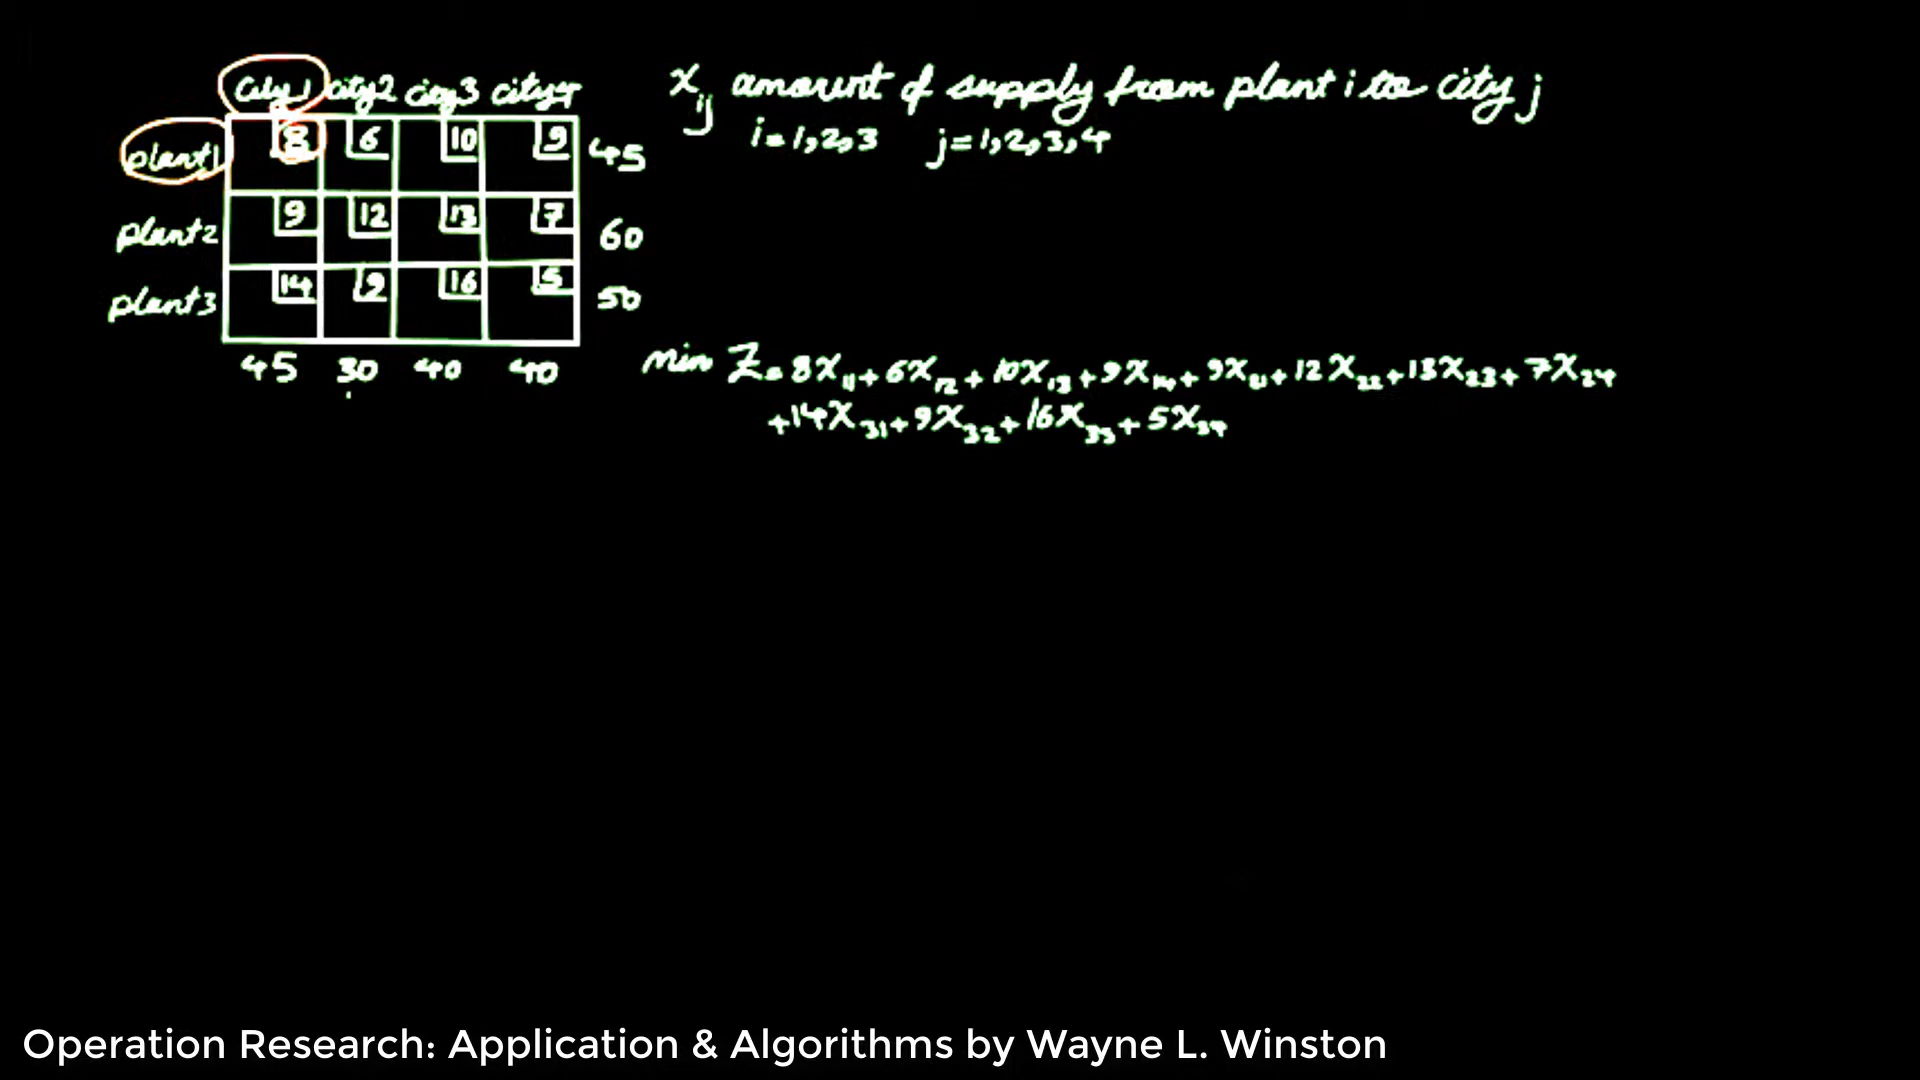 city1 city2 city3 city4
plant1 8 6 10 9 45
plant2 9 12 13 7 60
plant3 14 9 16 5 50
45 30 40 40
xij amount of supply from plant i to city j
i=1,2,3 j=1,2,3,4
min Z=8x11+6x12+10x13+9x14+9x21+12x22+13x23+7x24
+14x31+9x32+16x33+5x34
Operation Research: Application & Algorithms by Wayne L. Winston